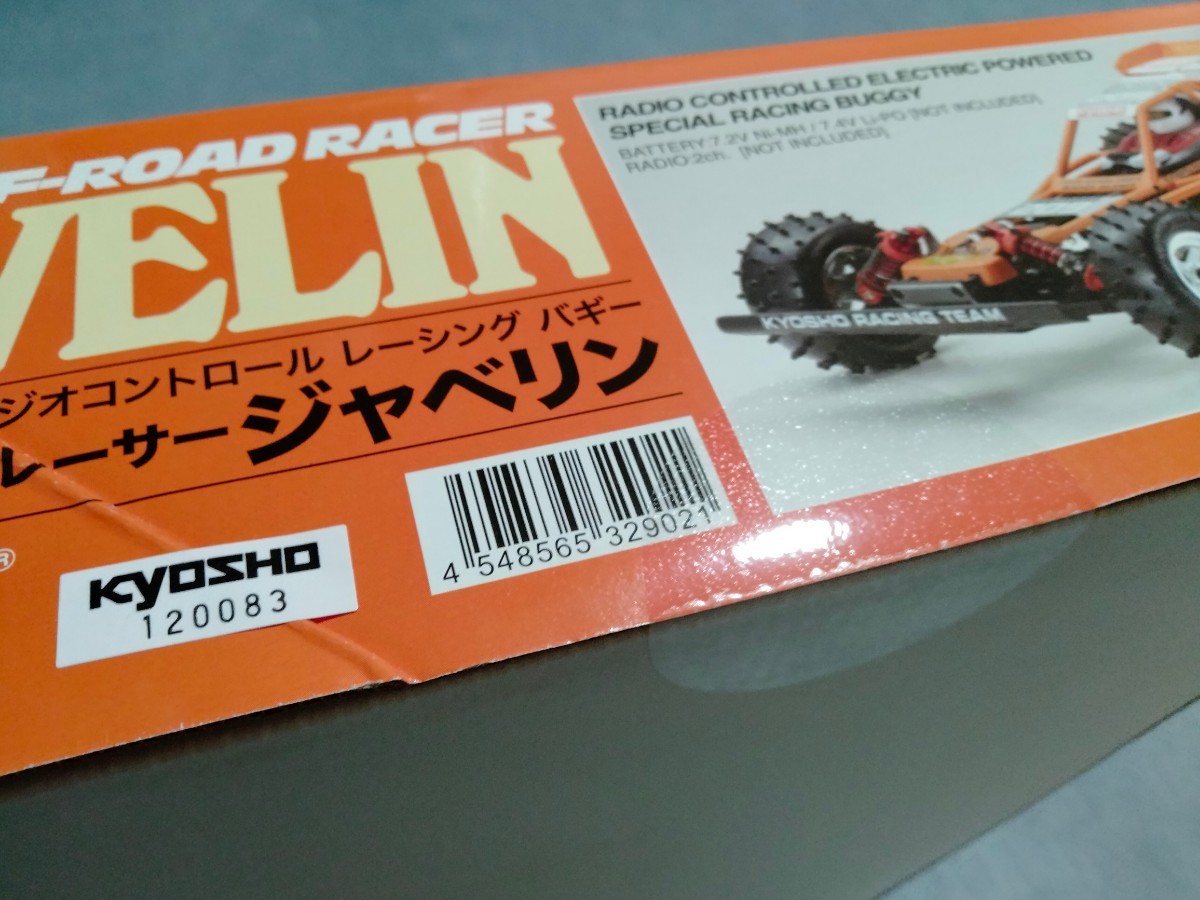 F-ROAD RACER
VELIN
ジオコントロール レーシング バギー
レーサー ジャベリン
RADIO CONTROLLED ELECTRIC POWERED
SPECIAL RACING BUGGY
BATTERY:7.2V Ni-MH / 7.4V Li-PO [NOT INCLUDED]
RADIO:2ch. [NOT INCLUDED]
KYOSHO RACING TEAM
4 548565 329021
®
KYOSHO
120083